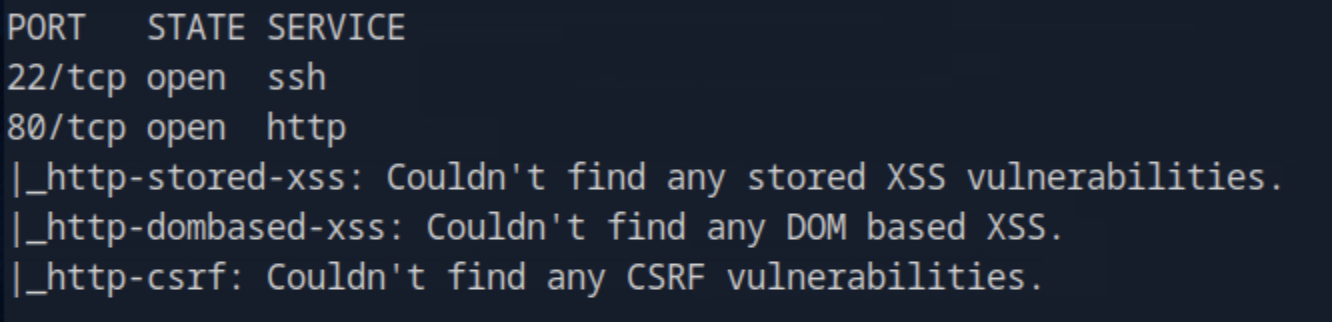 PORT   STATE SERVICE
22/tcp open  ssh
80/tcp open  http
|_http-stored-xss: Couldn't find any stored XSS vulnerabilities.
|_http-dombased-xss: Couldn't find any DOM based XSS.
|_http-csrf: Couldn't find any CSRF vulnerabilities.